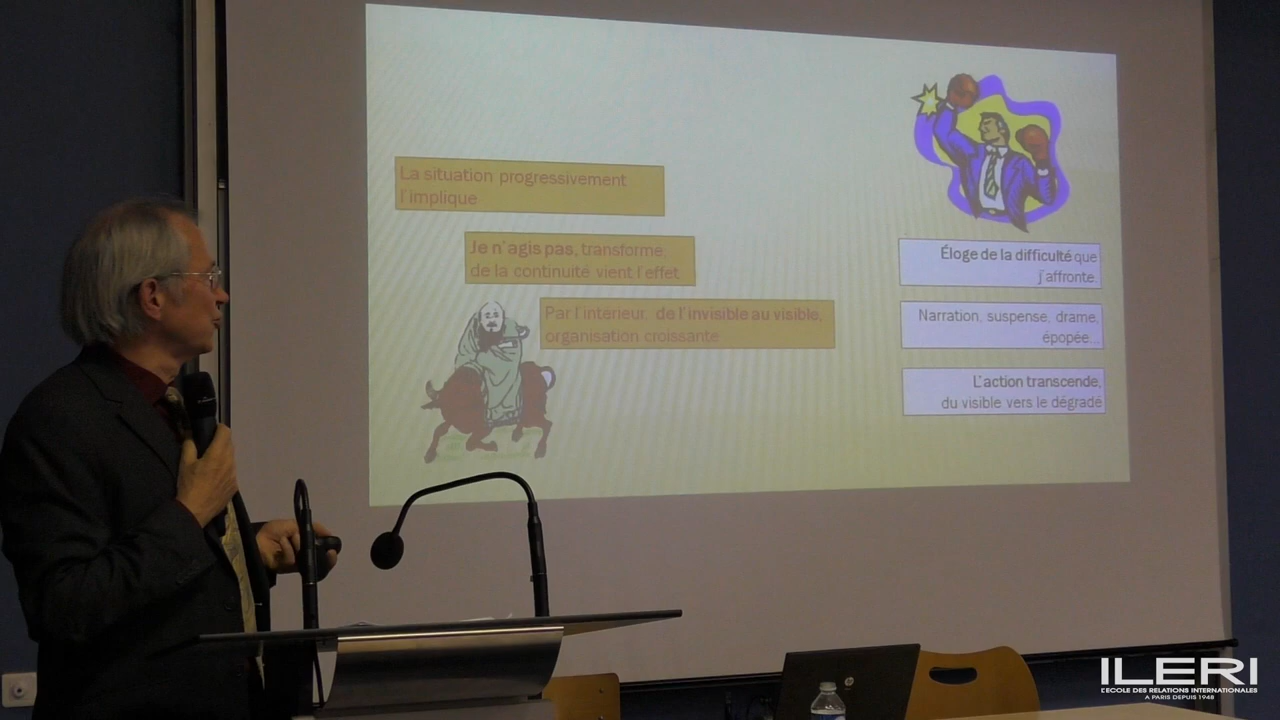 La situation progressivement
l'implique
Je n'agis pas, transforme,
de la continuité vient l'effet
Par l'intérieur, de l'invisible au visible,
organisation croissante
Éloge de la difficulté que
j'affronte.
Narration, suspense, drame,
épopée...
L'action transcende,
du visible vers le dégradé
hp
ILERI
L'ECOLE DES RELATIONS INTERNATIONALES
A PARIS DEPUIS 1948